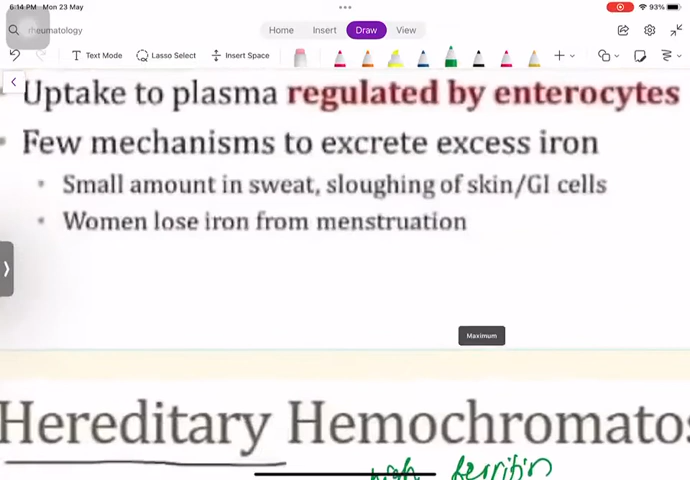 6:14 PM Mon 23 May
93%
rheumatology
Home Insert Draw View
Text Mode Lasso Select Insert Space
Uptake to plasma regulated by enterocytes
Few mechanisms to excrete excess iron
Small amount in sweat, sloughing of skin/GI cells
Women lose iron from menstruation
Maximum
Hereditary Hemochromatos
high ferritin